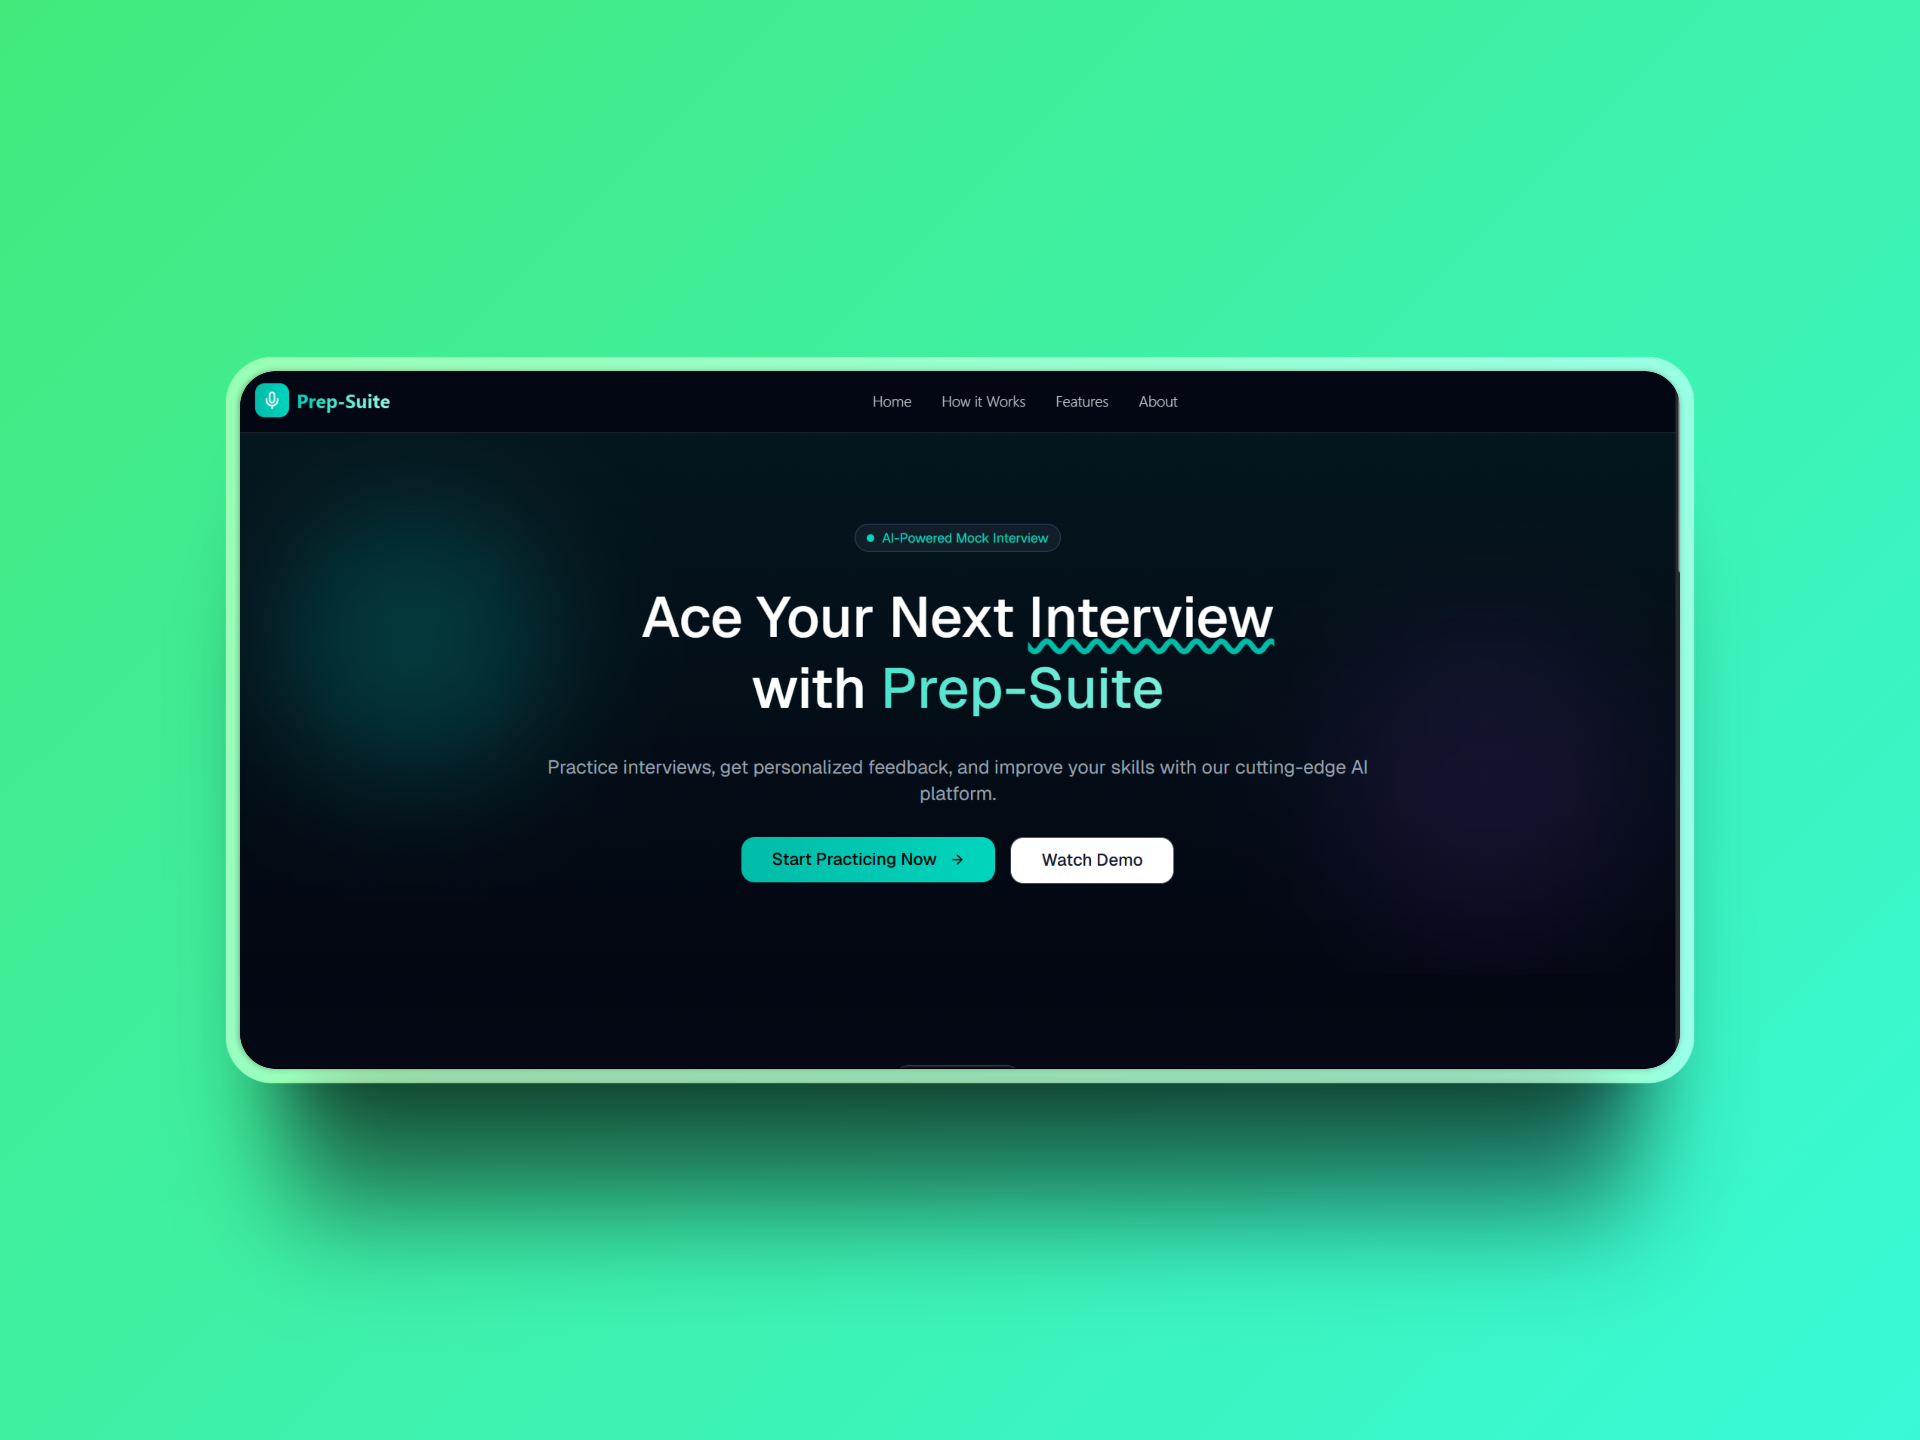 Prep-Suite
Home
How it Works
Features
About
AI-Powered Mock Interview
Ace Your Next Interview
with Prep-Suite
Practice interviews, get personalized feedback, and improve your skills with our cutting-edge AI
platform.
Start Practicing Now →
Watch Demo